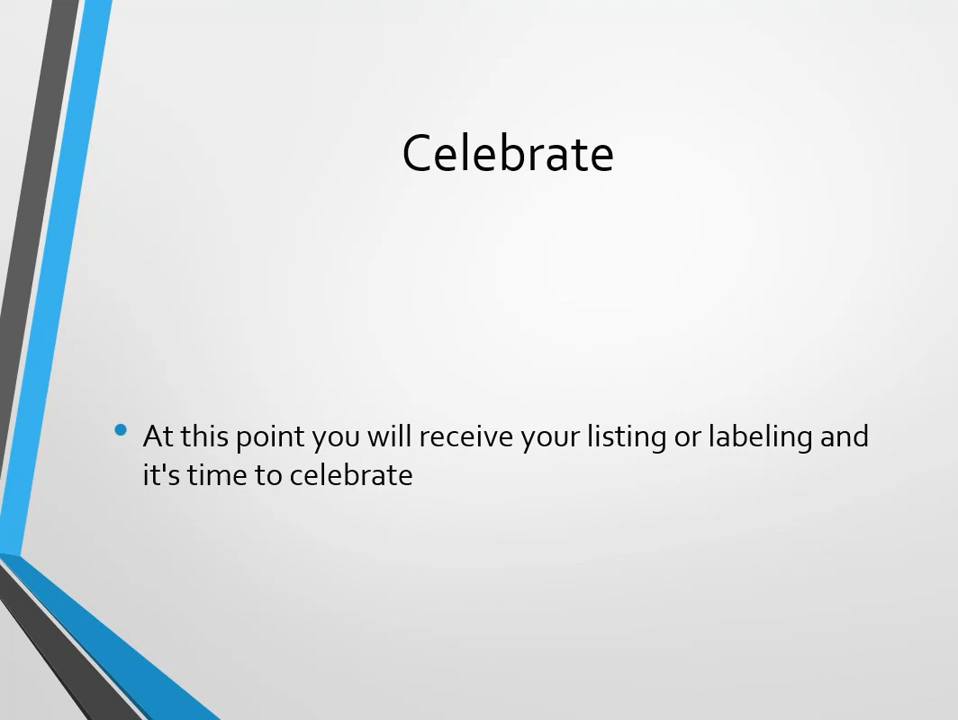 Celebrate
At this point you will receive your listing or labeling and
it's time to celebrate